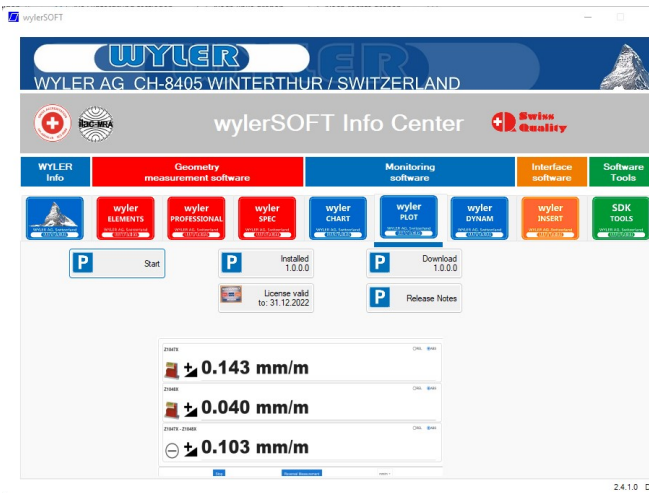 wylerSOFT
WYLER
WYLER AG CH-8405 WINTERTHUR / SWITZERLAND
ilac-MRA
wylerSOFT Info Center
Swiss
Quality
WYLER
Info
Geometry
measurement software
Monitoring
software
Interface
software
Software
Tools
wyler
ELEMENTS
wyler
PROFESSIONAL
wyler
SPEC
wyler
CHART
wyler
PLOT
wyler
DYNAM
wyler
INSERT
SDK
TOOLS
P
Start
P
Installed
1.0.0.0
P
Download
1.0.0.0
License valid
to: 31.12.2022
P
Release Notes
± 0.143 mm/m
± 0.040 mm/m
± 0.103 mm/m
2.4.1.0